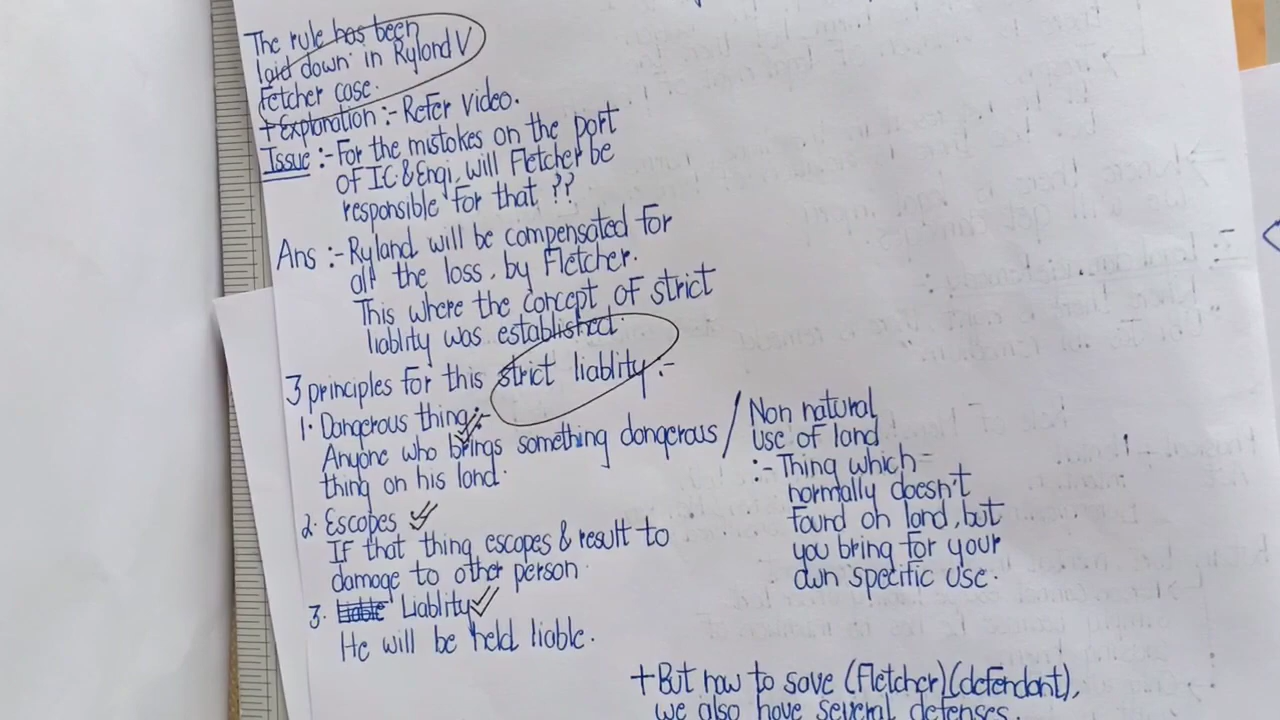 The rule has been
laid down in Ryland V
Fetcher case.
+ Explanation :- Refer Video.
Issue :- For the mistakes on the part
of IC & Engi, will Fletcher be
responsible for that ??
Ans :- Ryland will be compensated for
all the loss, by Fletcher.
This where the concept of strict
liablity was established.
3 principles for this strict liablity :-
1. Dangerous thing :-
Anyone who brings something dangerous /
thing on his land.
Non natural
use of land
:- Thing which
normally doesn't
found on land, but
you bring for your
own specific use.
2. Escapes
If that thing escapes & result to
damage to other person
3. Liablity
He will be held liable.
+ But now to save (Fletcher) (defendant),
we also have several defenses.